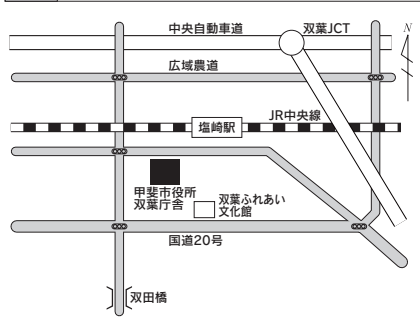 中央自動車道
双葉JCT
N
広域農道
JR中央線
塩崎駅
甲斐市役所
双葉庁舎
双葉ふれあい
文化館
国道20号
双田橋